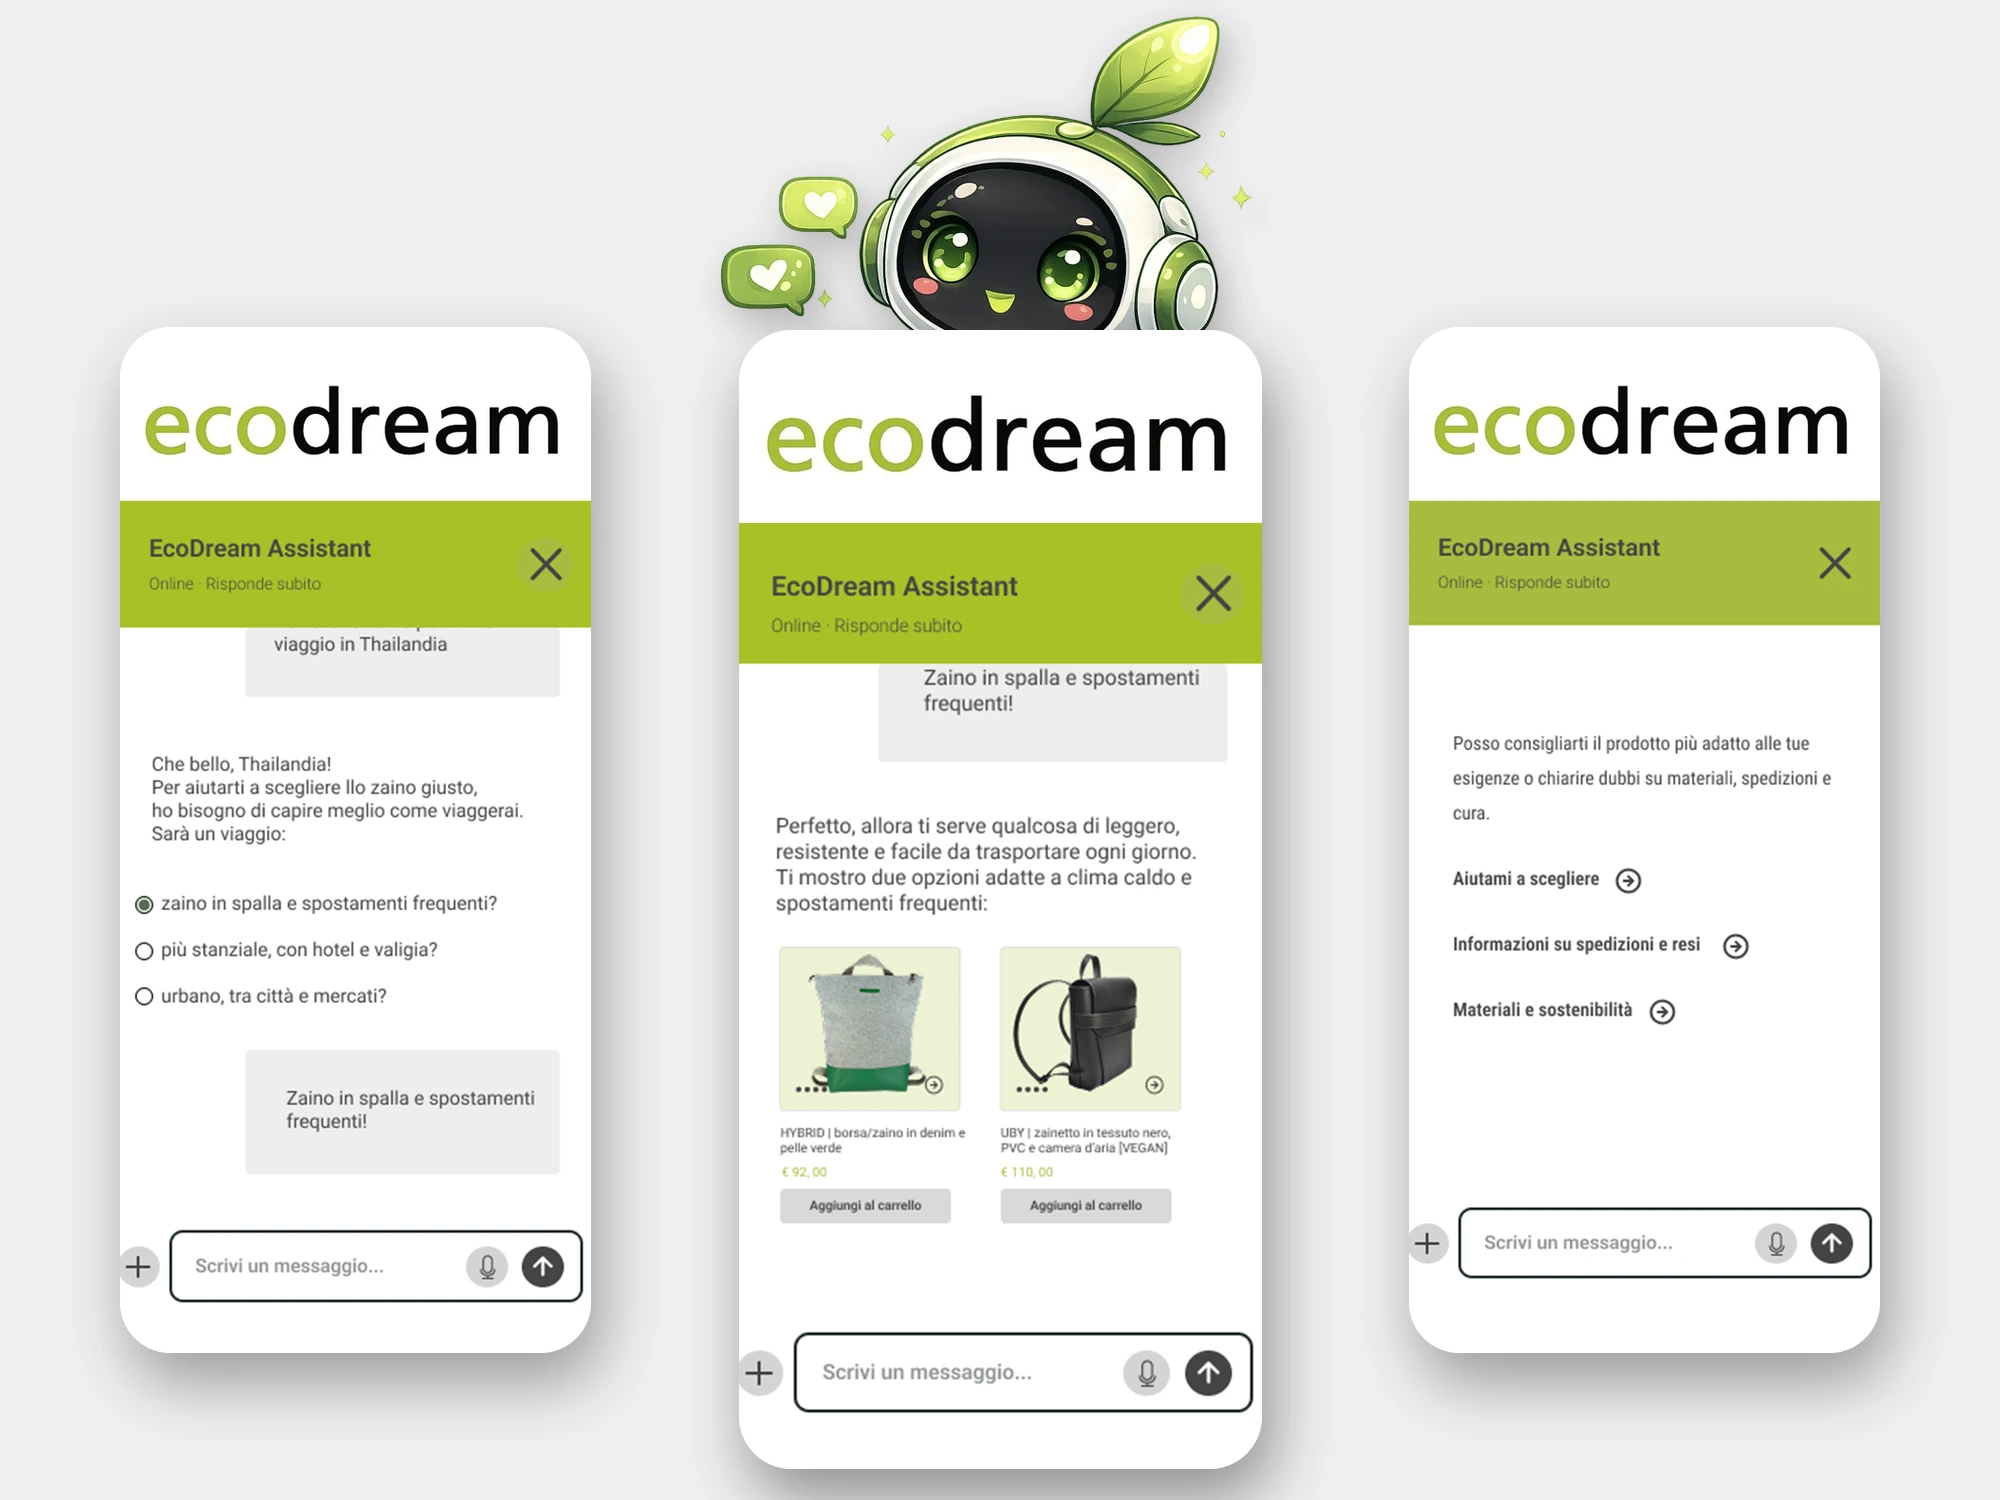 ecodream
EcoDream Assistant
Online · Risponde subito
viaggio in Thailandia
Che bello, Thailandia!
Per aiutarti a scegliere llo zaino giusto,
ho bisogno di capire meglio come viaggerai.
Sarà un viaggio:
zaino in spalla e spostamenti frequenti?
più stanziale, con hotel e valigia?
urbano, tra città e mercati?
Zaino in spalla e spostamenti
frequenti!
Scrivi un messaggio...
ecodream
EcoDream Assistant
Online · Risponde subito
Zaino in spalla e spostamenti
frequenti!
Perfetto, allora ti serve qualcosa di leggero,
resistente e facile da trasportare ogni giorno.
Ti mostro due opzioni adatte a clima caldo e
spostamenti frequenti:
HYBRID | borsa/zaino in denim e
pelle verde
€ 92, 00
Aggiungi al carrello
UBY | zainetto in tessuto nero,
PVC e camera d'aria [VEGAN]
€ 110, 00
Aggiungi al carrello
Scrivi un messaggio...
ecodream
EcoDream Assistant
Online · Risponde subito
Posso consigliarti il prodotto più adatto alle tue
esigenze o chiarire dubbi su materiali, spedizioni e
cura.
Aiutami a scegliere
Informazioni su spedizioni e resi
Materiali e sostenibilità
Scrivi un messaggio...